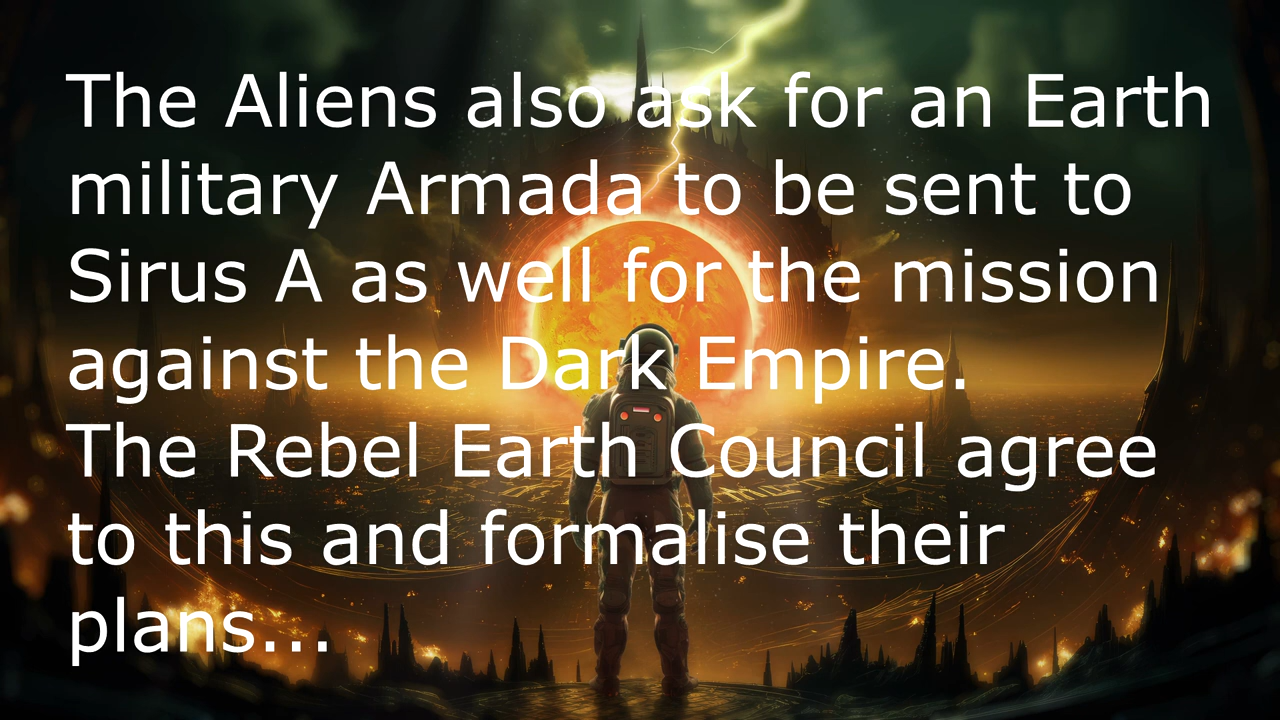 The Aliens also ask for an Earth
military Armada to be sent to
Sirus A as well for the mission
against the Dark Empire.
The Rebel Earth Council agree
to this and formalise their
plans...